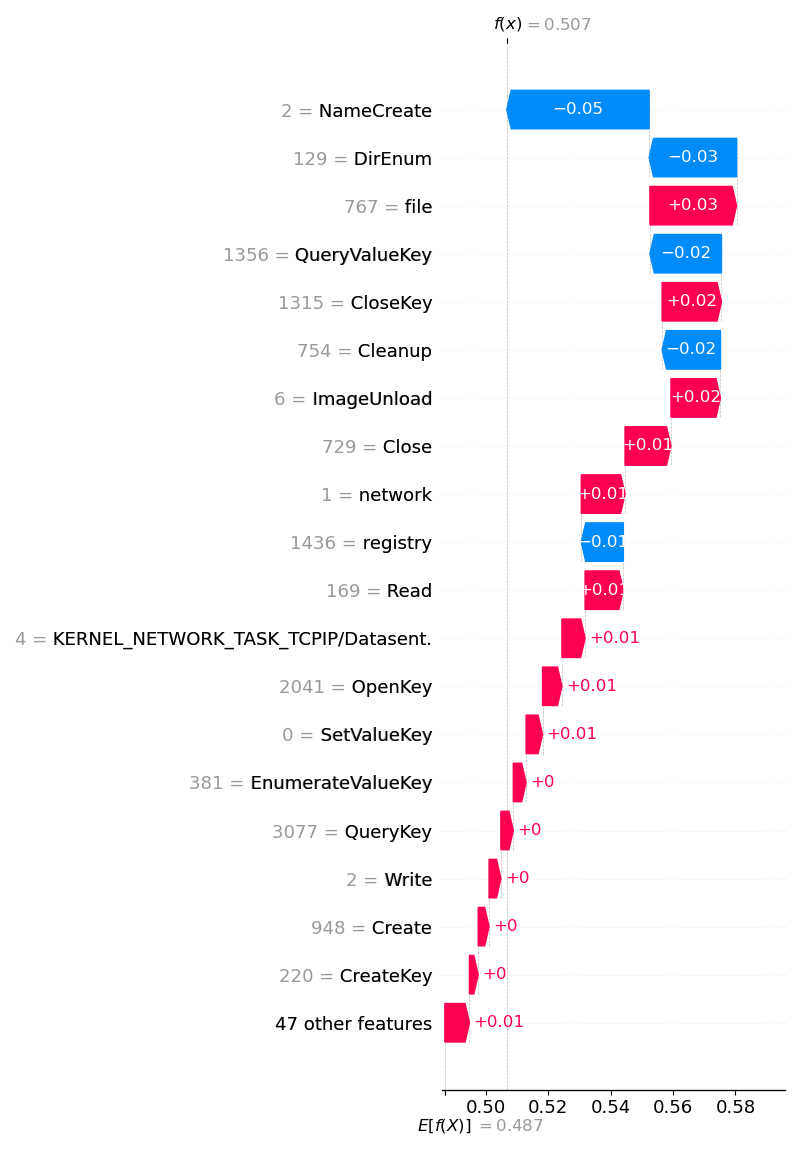 f(x) = 0.507
2 = NameCreate −0.05
129 = DirEnum −0.03
767 = file +0.03
1356 = QueryValueKey −0.02
1315 = CloseKey +0.02
754 = Cleanup −0.02
6 = ImageUnload +0.02
729 = Close +0.01
1 = network +0.01
1436 = registry −0.01
169 = Read +0.01
4 = KERNEL_NETWORK_TASK_TCPIP/Datasent. +0.01
2041 = OpenKey +0.01
0 = SetValueKey +0.01
381 = EnumerateValueKey +0
3077 = QueryKey +0
2 = Write +0
948 = Create +0
220 = CreateKey +0
47 other features +0.01
0.50 0.52 0.54 0.56 0.58
E[f(X)] = 0.487